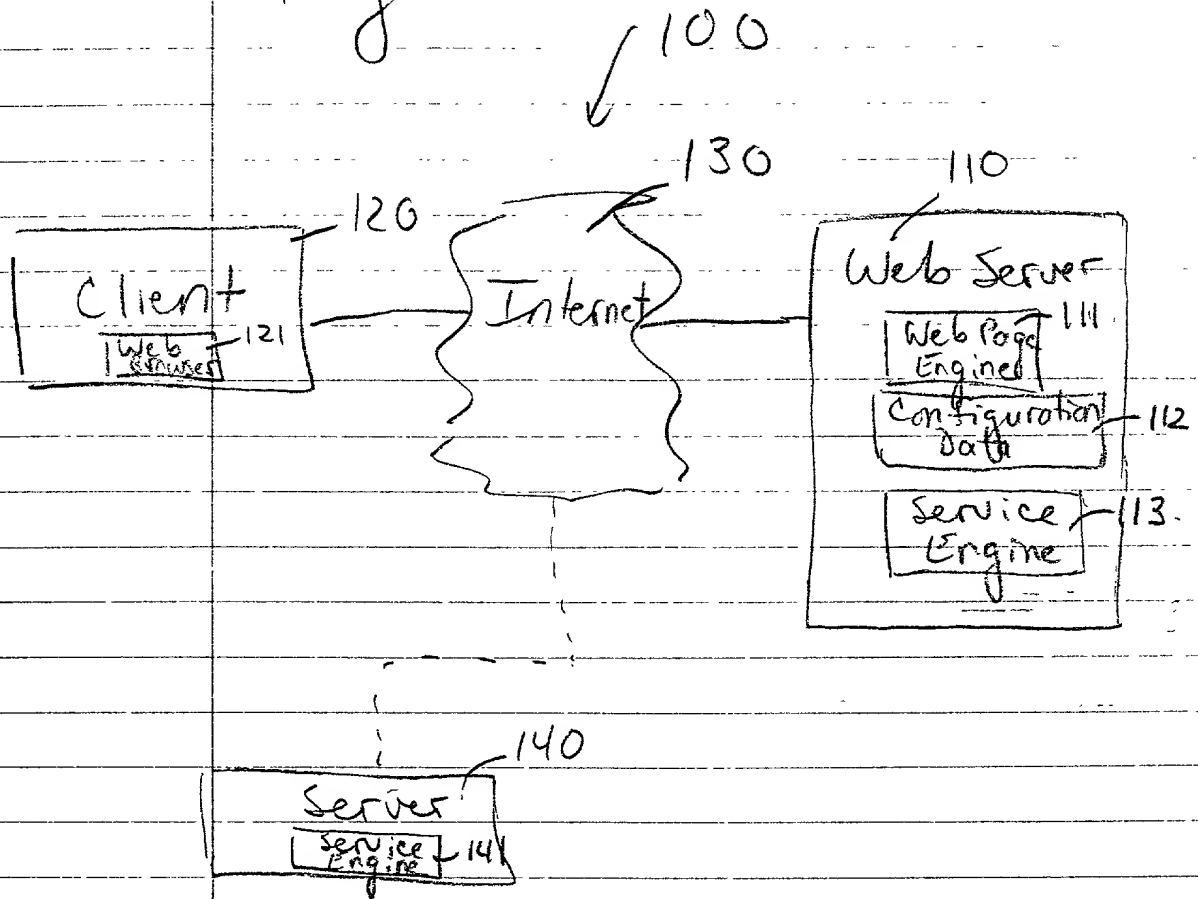 100
130
110
120
Web Server
Client
Internet
111
121
Web Page
Engine
Web
Browser
Configuration
Data
112
Service
Engine
113
140
Server
Service
Engine
141